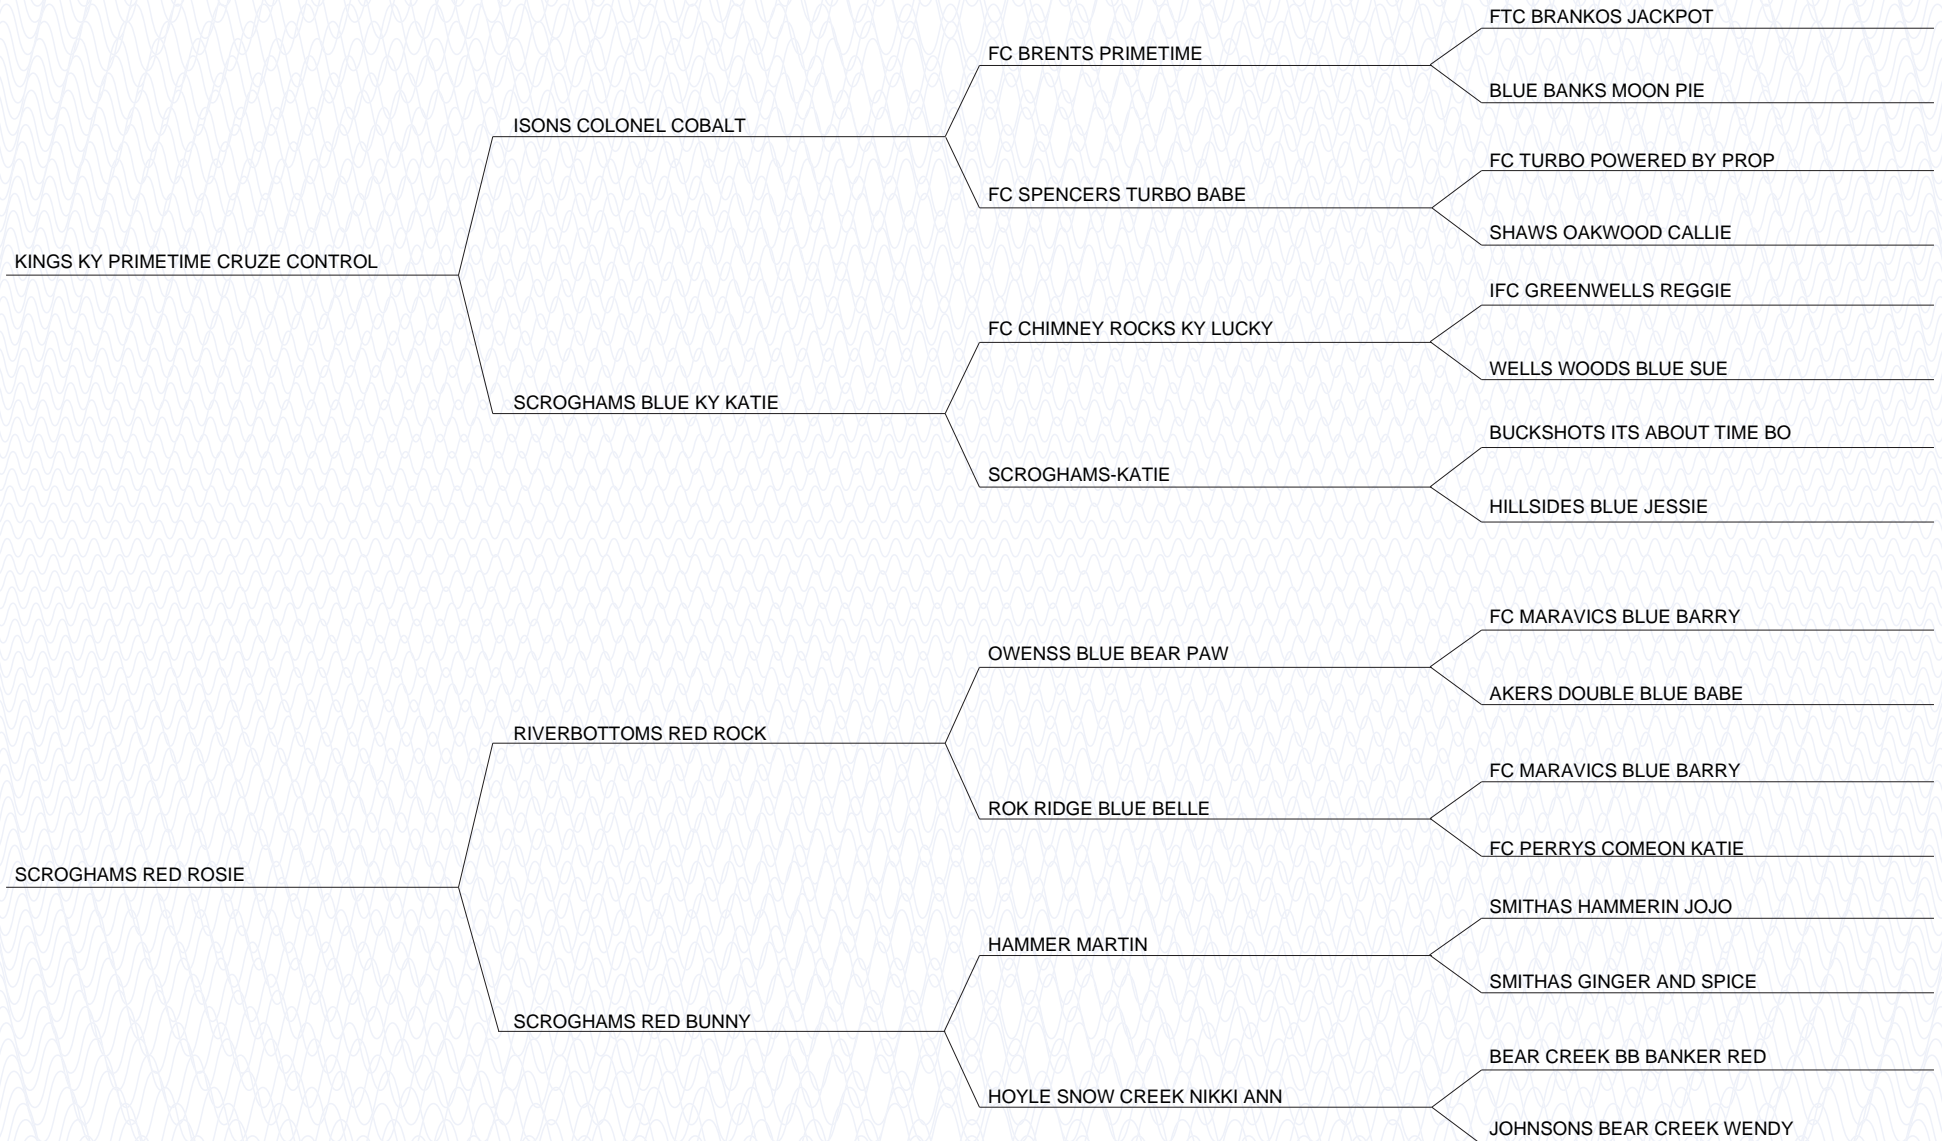 FTC BRANKOS JACKPOT
FC BRENTS PRIMETIME
BLUE BANKS MOON PIE
ISONS COLONEL COBALT
FC TURBO POWERED BY PROP
FC SPENCERS TURBO BABE
SHAWS OAKWOOD CALLIE
KINGS KY PRIMETIME CRUZE CONTROL
IFC GREENWELLS REGGIE
FC CHIMNEY ROCKS KY LUCKY
WELLS WOODS BLUE SUE
SCROGHAMS BLUE KY KATIE
BUCKSHOTS ITS ABOUT TIME BO
SCROGHAMS-KATIE
HILLSIDES BLUE JESSIE
FC MARAVICS BLUE BARRY
OWENSS BLUE BEAR PAW
AKERS DOUBLE BLUE BABE
RIVERBOTTOMS RED ROCK
FC MARAVICS BLUE BARRY
ROK RIDGE BLUE BELLE
FC PERRYS COMEON KATIE
SCROGHAMS RED ROSIE
SMITHAS HAMMERIN JOJO
HAMMER MARTIN
SMITHAS GINGER AND SPICE
SCROGHAMS RED BUNNY
BEAR CREEK BB BANKER RED
HOYLE SNOW CREEK NIKKI ANN
JOHNSONS BEAR CREEK WENDY